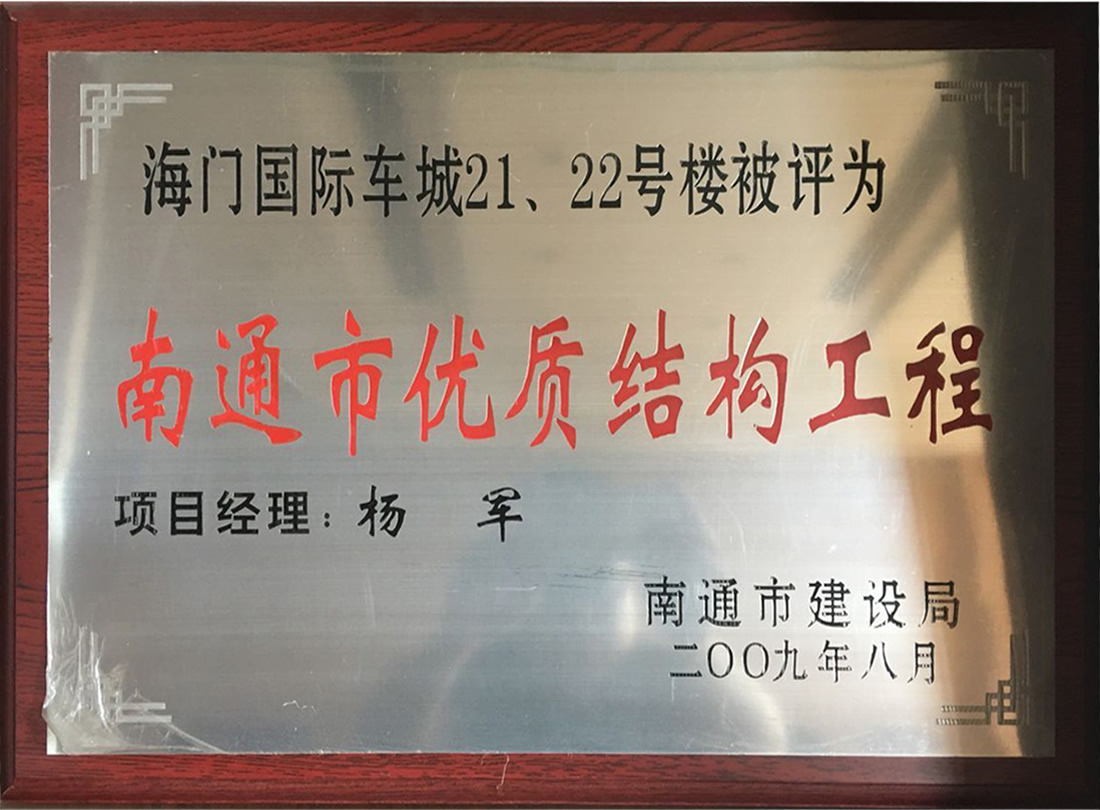 海门国际车城21、22号楼被评为
南通市优质结构工程
项目经理：杨 军
南通市建设局
二〇〇九年八月